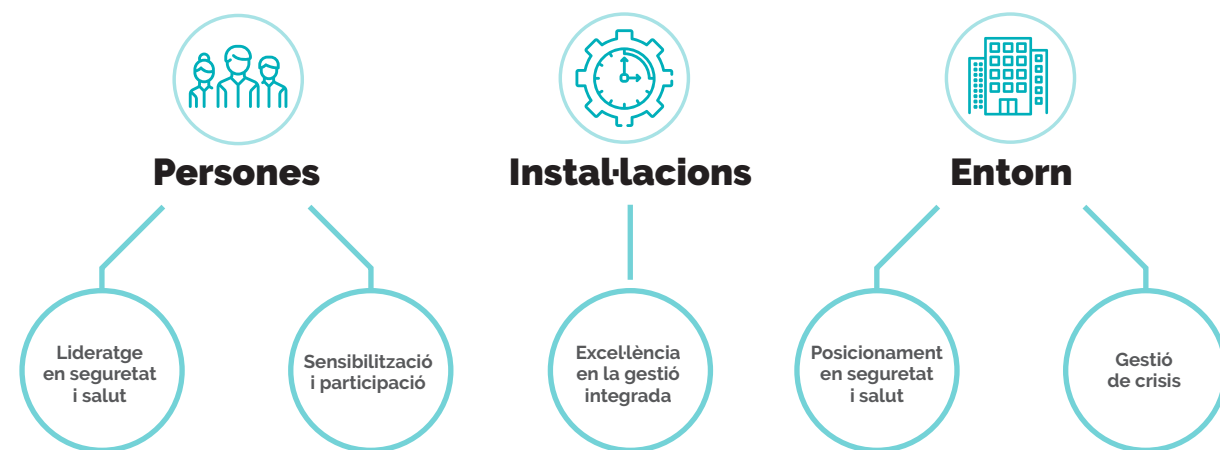 Persones
Instal·lacions
Entorn
Lideratge
en seguretat
i salut
Sensibilització
i participació
Excel·lència
en la gestió
integrada
Posicionament
en seguretat
i salut
Gestió
de crisis